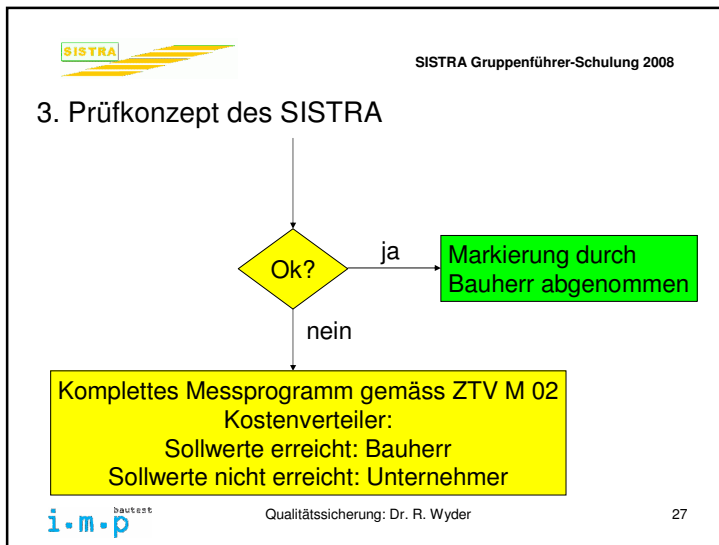 SISTRA
SISTRA Gruppenführer-Schulung 2008
3. Prüfkonzept des SISTRA
Ok?
ja
Markierung durch
Bauherr abgenommen
nein
Komplettes Messprogramm gemäss ZTV M 02
Kostenverteiler:
Sollwerte erreicht: Bauherr
Sollwerte nicht erreicht: Unternehmer
i·m·p bautest
Qualitätssicherung: Dr. R. Wyder
27